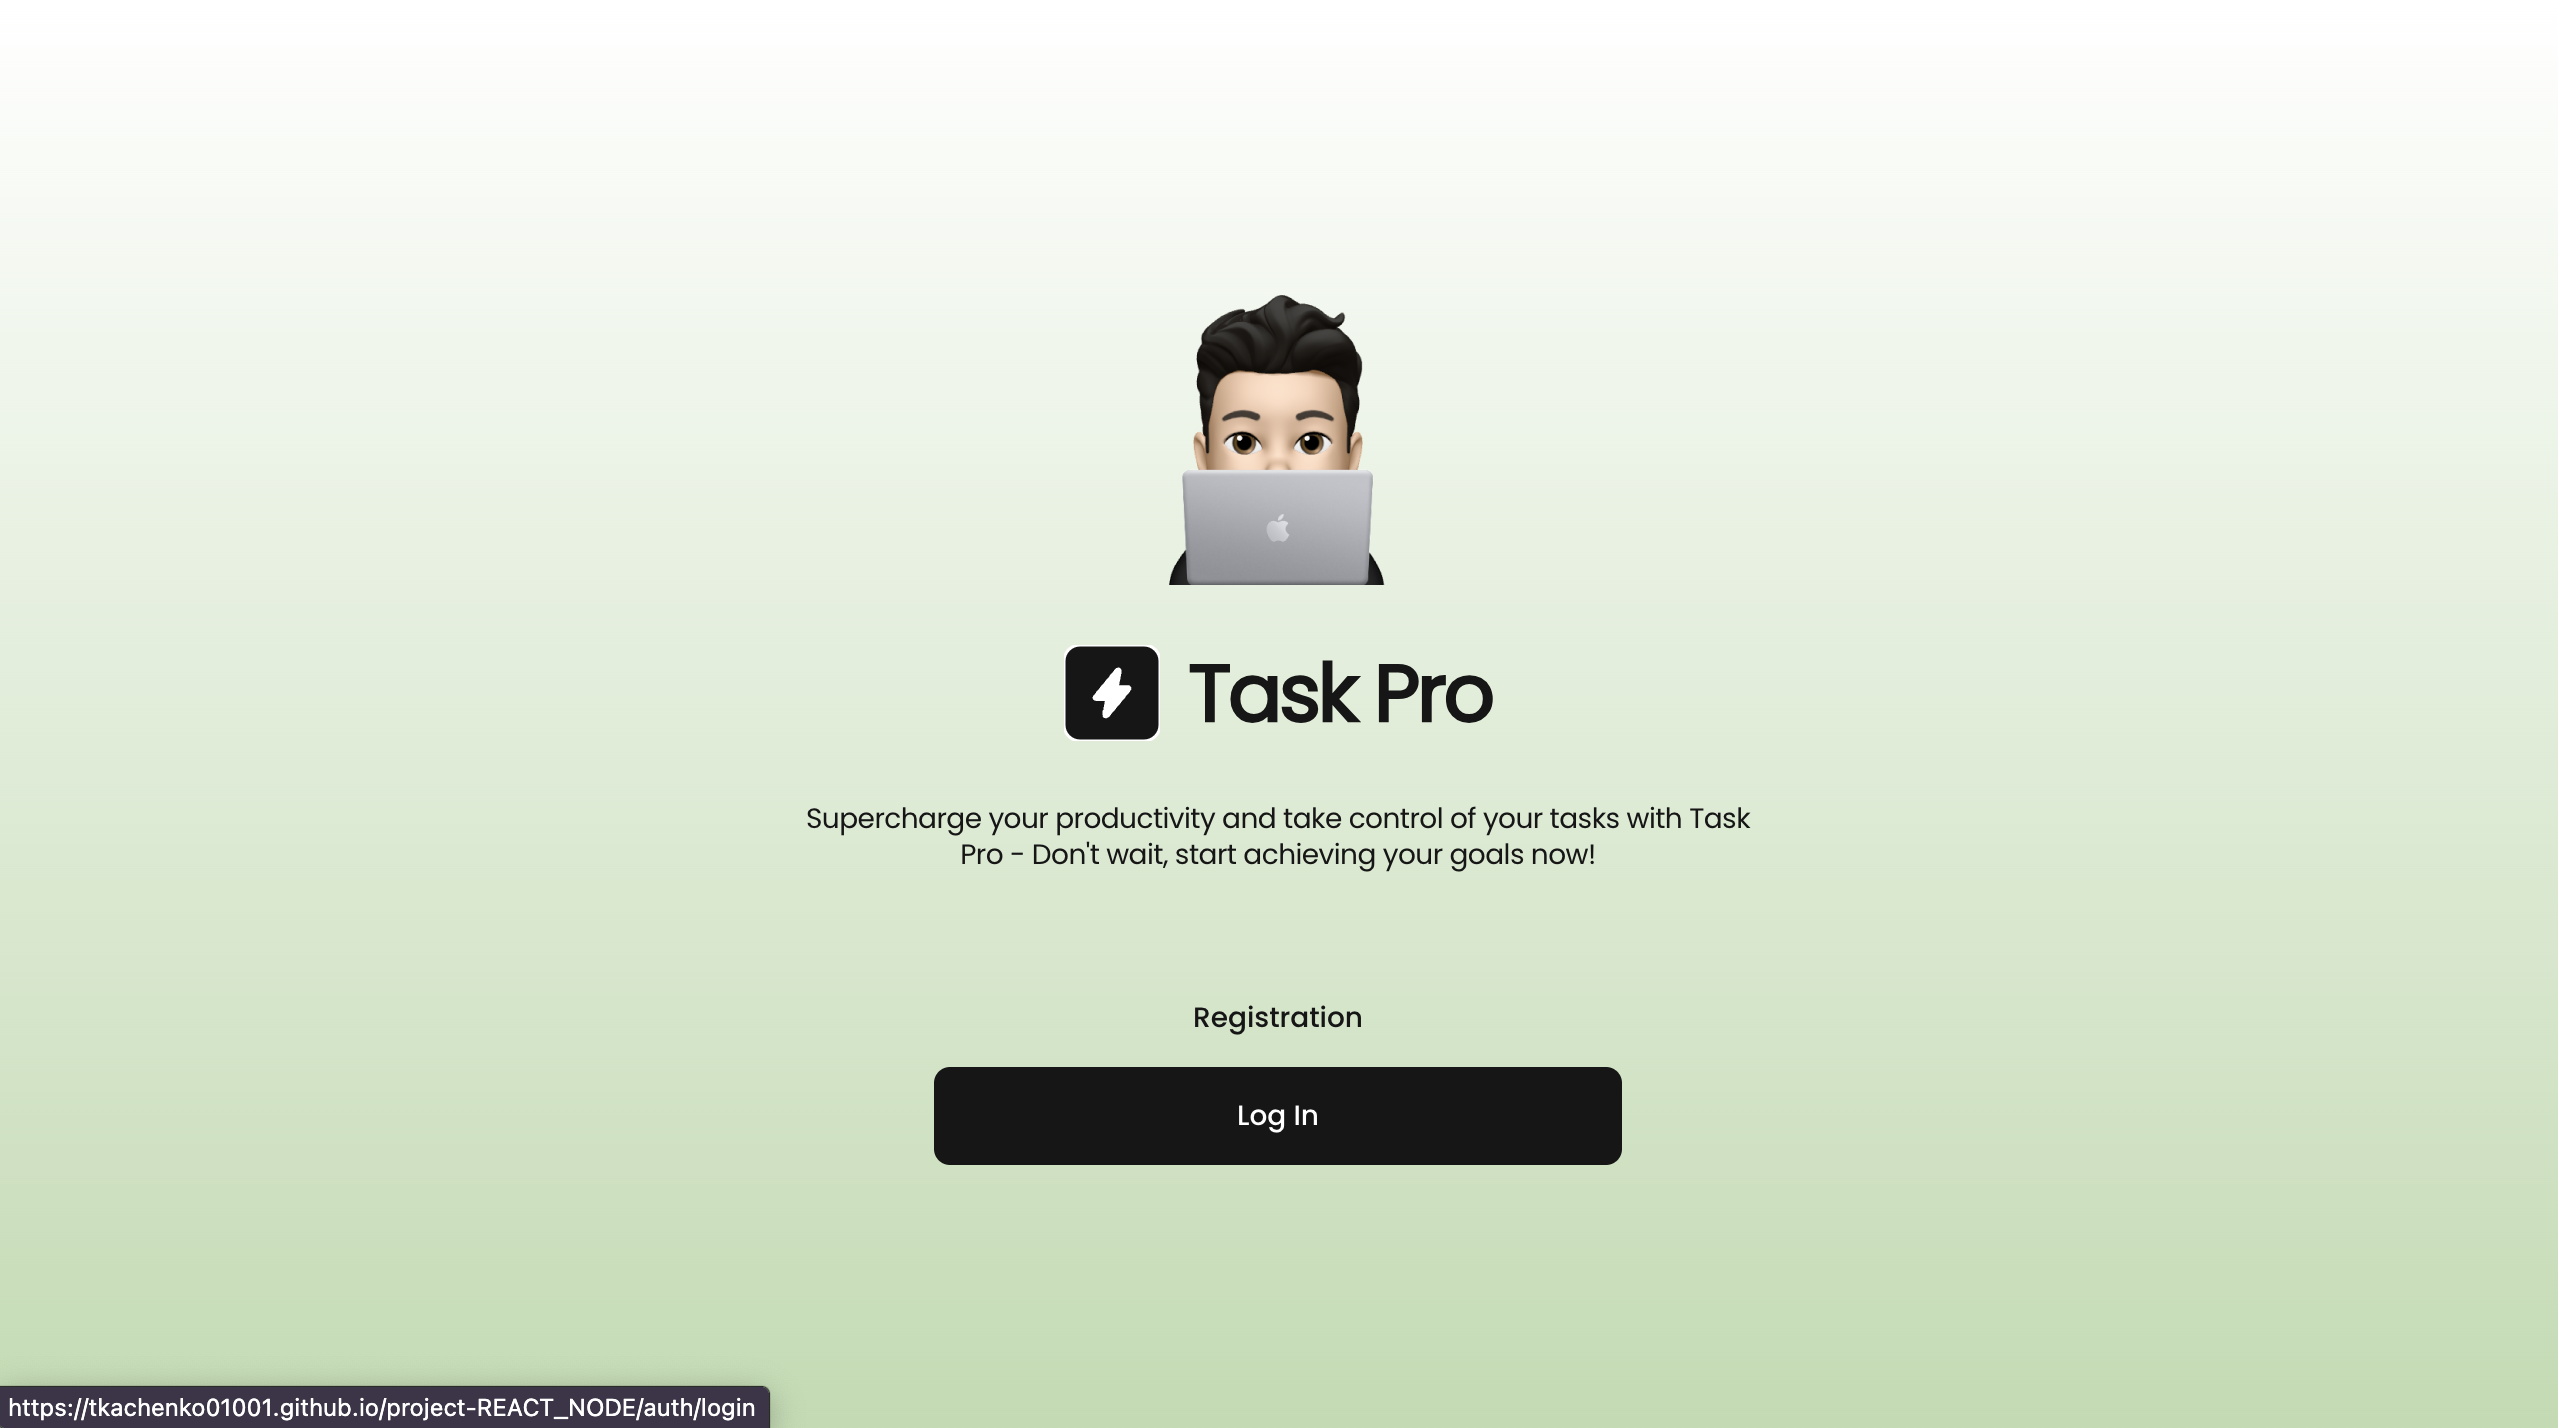 Task Pro
Supercharge your productivity and take control of your tasks with Task
Pro - Don't wait, start achieving your goals now!
Registration
Log In
https://tkachenko01001.github.io/project-REACT_NODE/auth/login